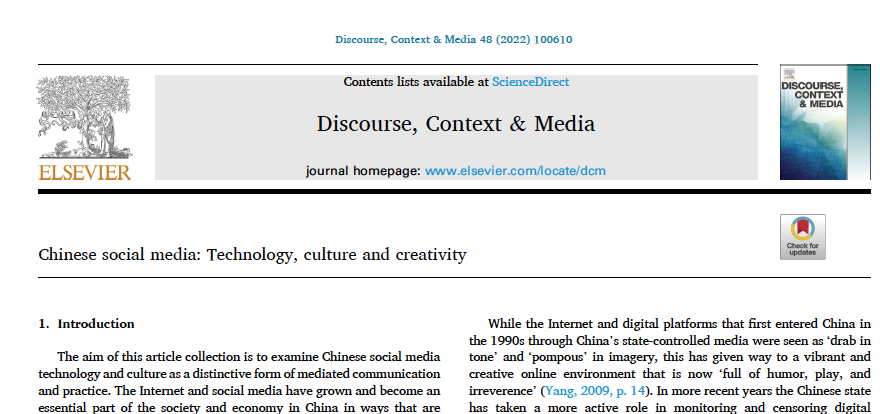 Discourse, Context & Media 48 (2022) 100610
Contents lists available at ScienceDirect
Discourse, Context & Media
journal homepage: www.elsevier.com/locate/dcm
ELSEVIER
DISCOURSE,
CONTEXT
& MEDIA
Check for
updates
Chinese social media: Technology, culture and creativity
1. Introduction
The aim of this article collection is to examine Chinese social media
technology and culture as a distinctive form of mediated communication
and practice. The Internet and social media have grown and become an
essential part of the society and economy in China in ways that are
While the Internet and digital platforms that first entered China in
the 1990s through China’s state-controlled media were seen as ‘drab in
tone’ and ‘pompous’ in imagery, this has given way to a vibrant and
creative online environment that is now ‘full of humor, play, and
irreverence’ (Yang, 2009, p. 14). In more recent years the Chinese state
has taken a more active role in monitoring and censoring digital